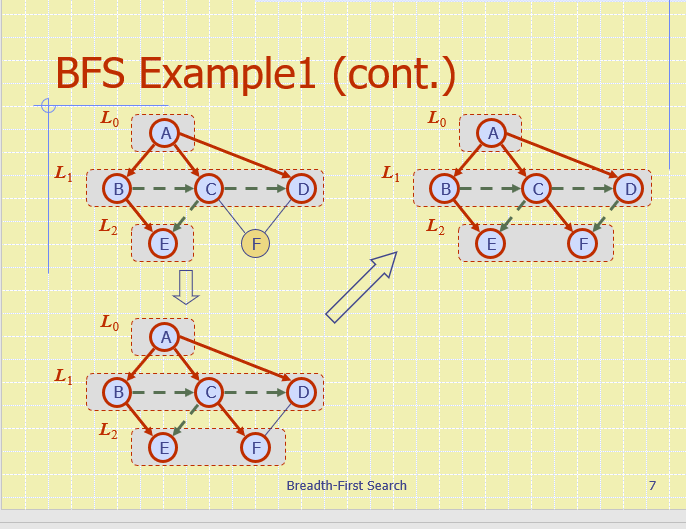 BFS Example1 (cont.)
L0
A
L1
B C D
L2
E F
L0
A
L1
B C D
L2
E F
L0
A
L1
B C D
L2
E F
Breadth-First Search
7